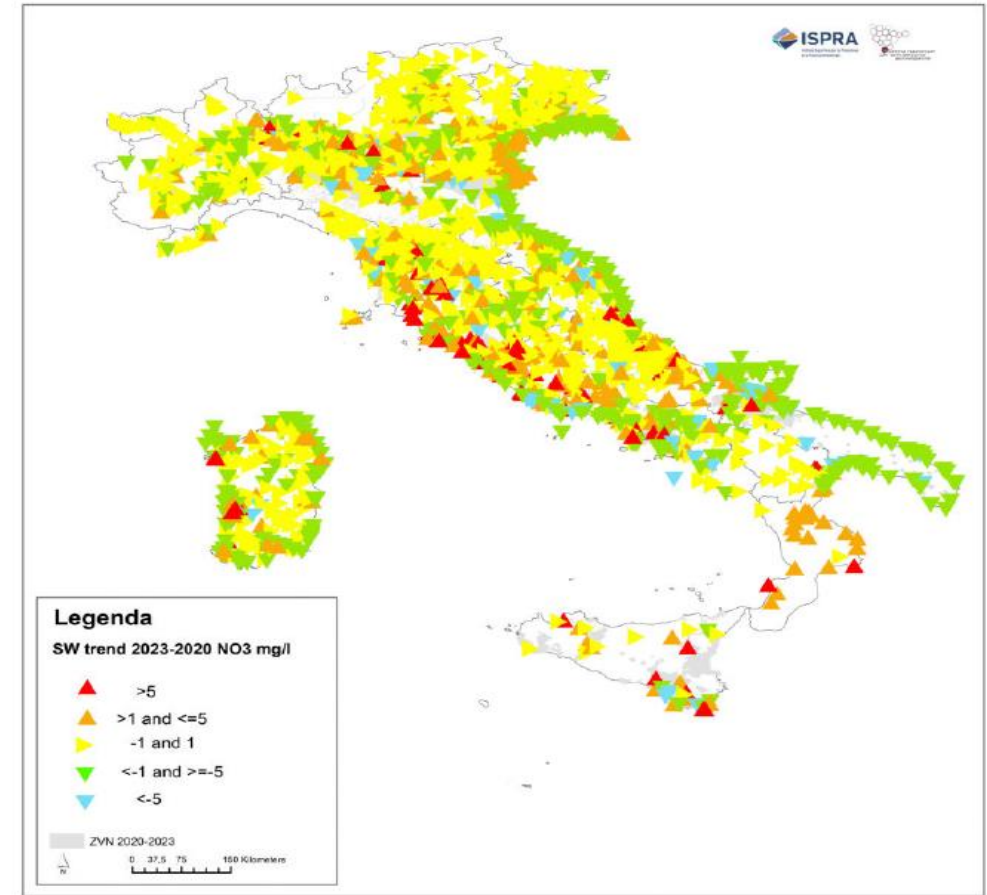 ISPRA
Legenda
SW trend 2023-2020 NO3 mg/l
>5
>1 and <=5
-1 and 1
<-1 and >=-5
<-5
ZVN 2020-2023
0 37,5 75 150 Kilometers
N